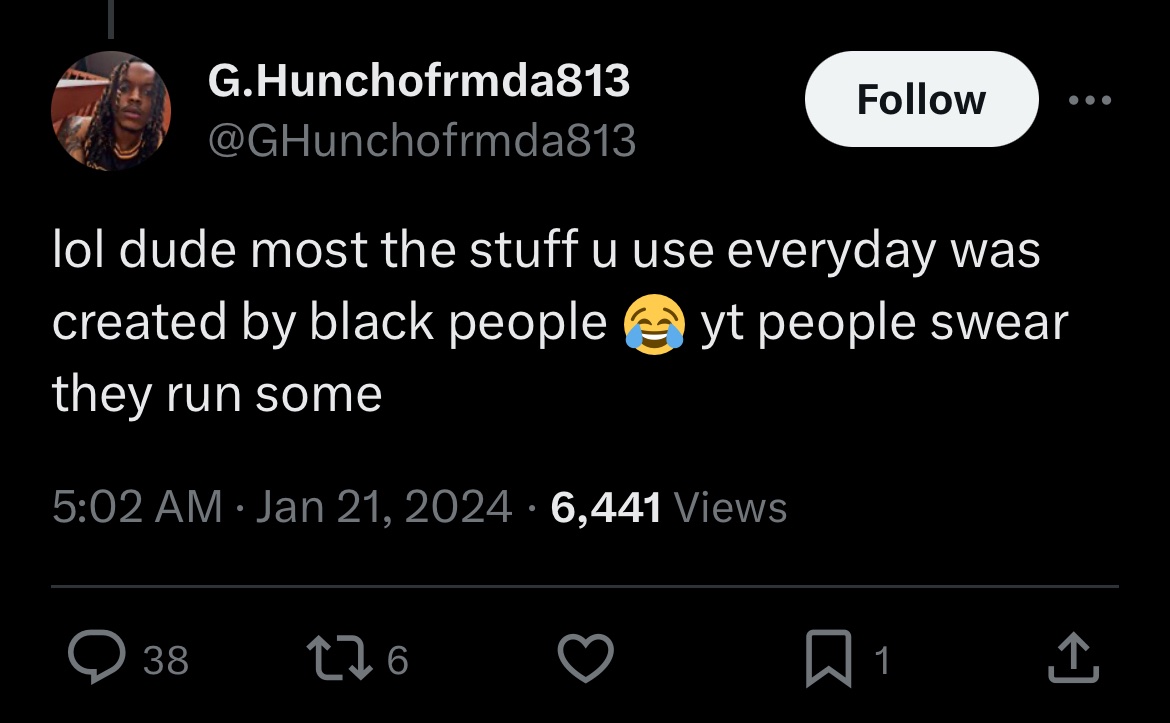 G.Hunchofrmda813
Follow
@GHunchofrmda813
lol dude most the stuff u use everyday was
created by black people 😂 yt people swear
they run some
5:02 AM · Jan 21, 2024 · 6,441 Views
38 6 1